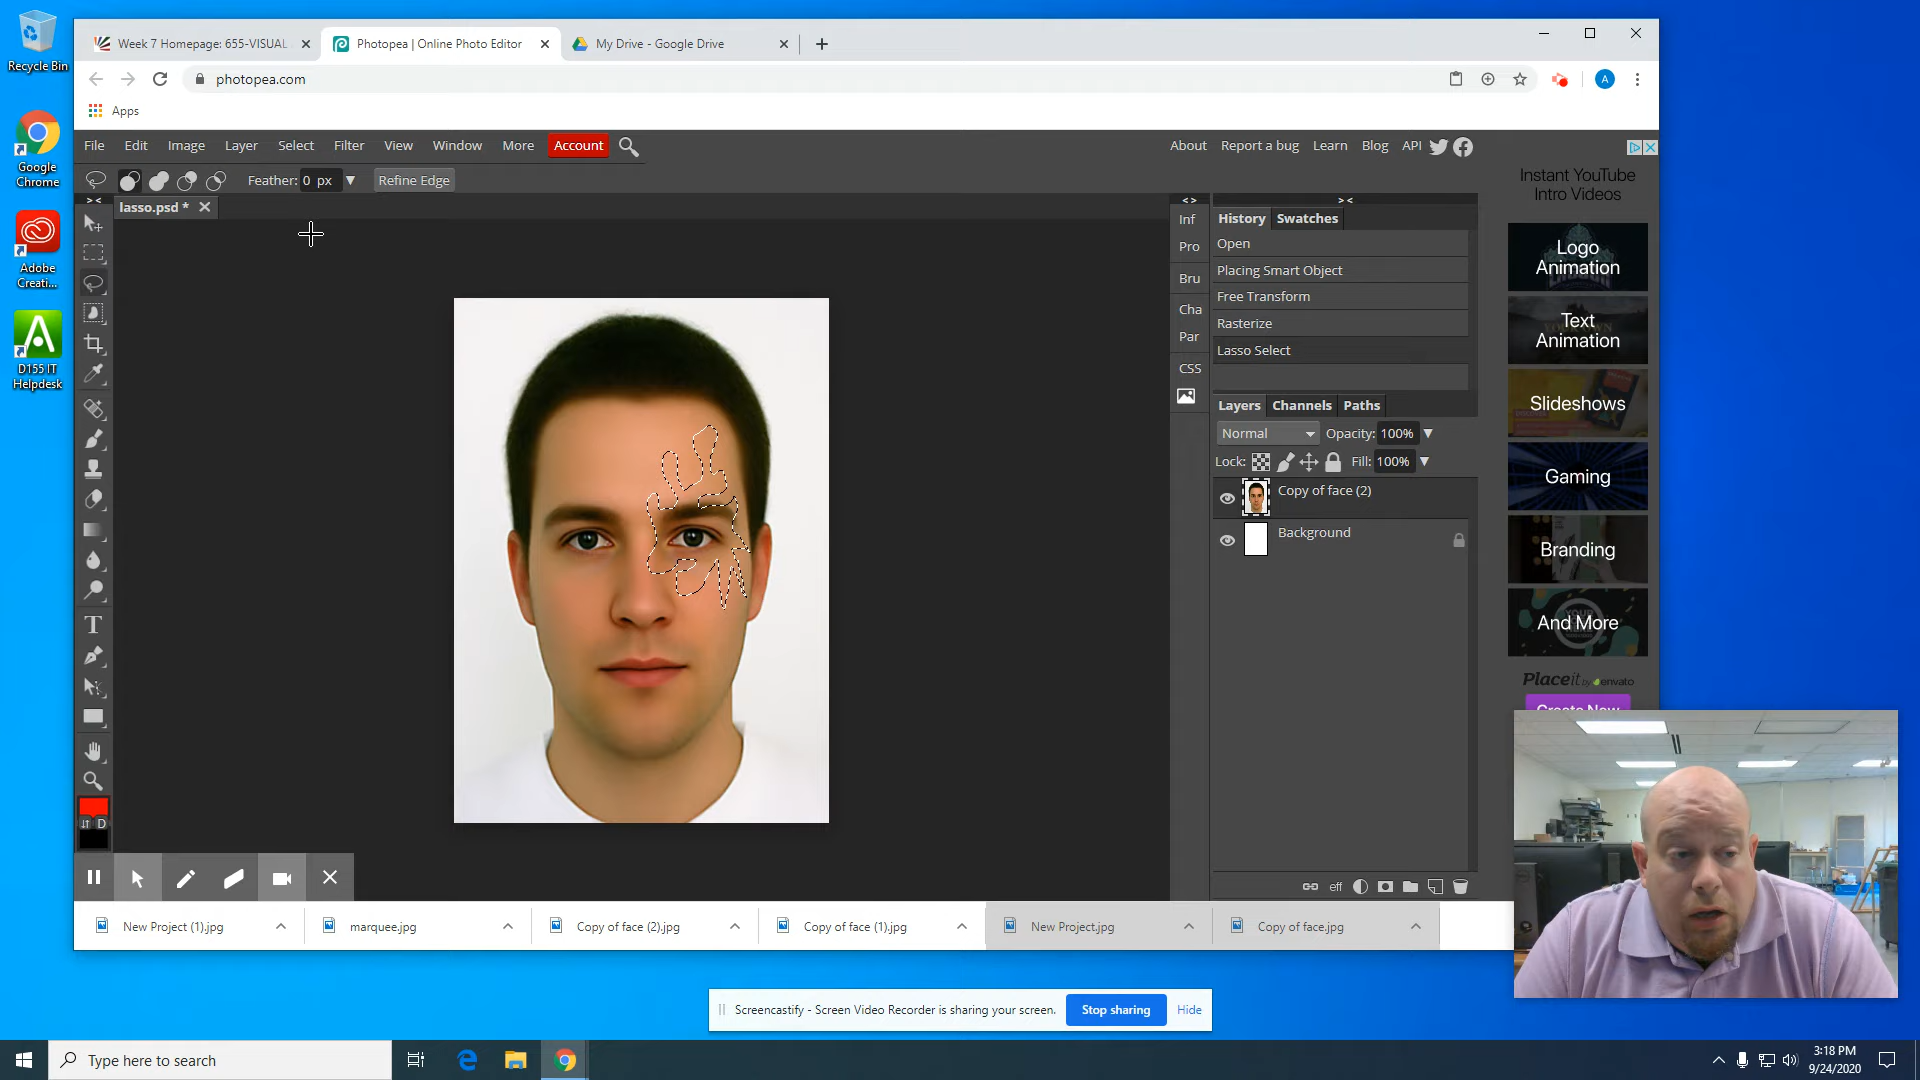 Recycle Bin
Google
Chrome
Adobe
Creati...
D155 IT
Helpdesk
Week 7 Homepage: 655-VISUAL
Photopea | Online Photo Editor
My Drive - Google Drive
photopea.com
A
Apps
File Edit Image Layer Select Filter View Window More Account
About Report a bug Learn Blog API
Feather: 0 px Refine Edge
lasso.psd *
> <
< >
> <
Inf
Pro
Bru
Cha
Par
CSS
History Swatches
Open
Placing Smart Object
Free Transform
Rasterize
Lasso Select
Layers Channels Paths
Normal Opacity: 100%
Lock: Fill: 100%
Copy of face (2)
Background
eff
D
Instant YouTube
Intro Videos
Logo
Animation
Text
Animation
Slideshows
Gaming
Branding
And More
Placeit by envato
Create Now
New Project (1).jpg
marquee.jpg
Copy of face (2).jpg
Copy of face (1).jpg
New Project.jpg
Copy of face.jpg
Screencastify - Screen Video Recorder is sharing your screen. Stop sharing Hide
Type here to search
3:18 PM
9/24/2020